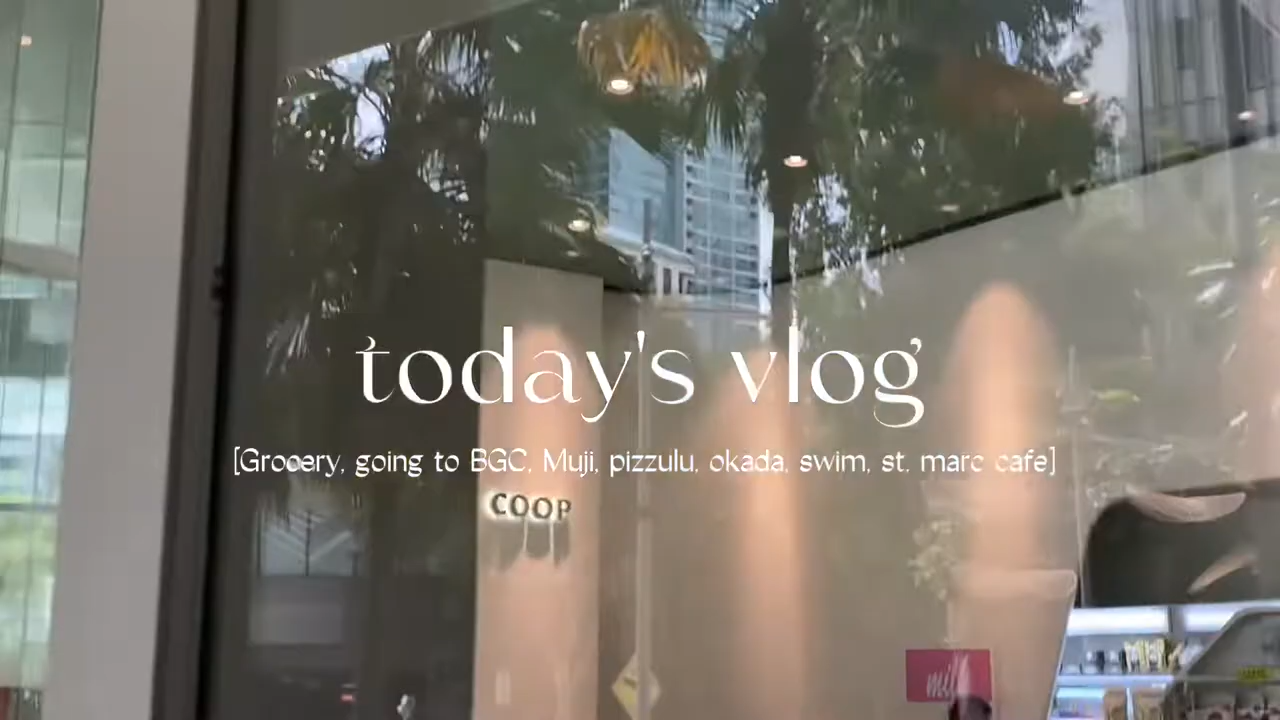 today's vlog
[Grocery, going to BGC, Muji, pizzulu, okada, swim, st. marc cafe]
COOP